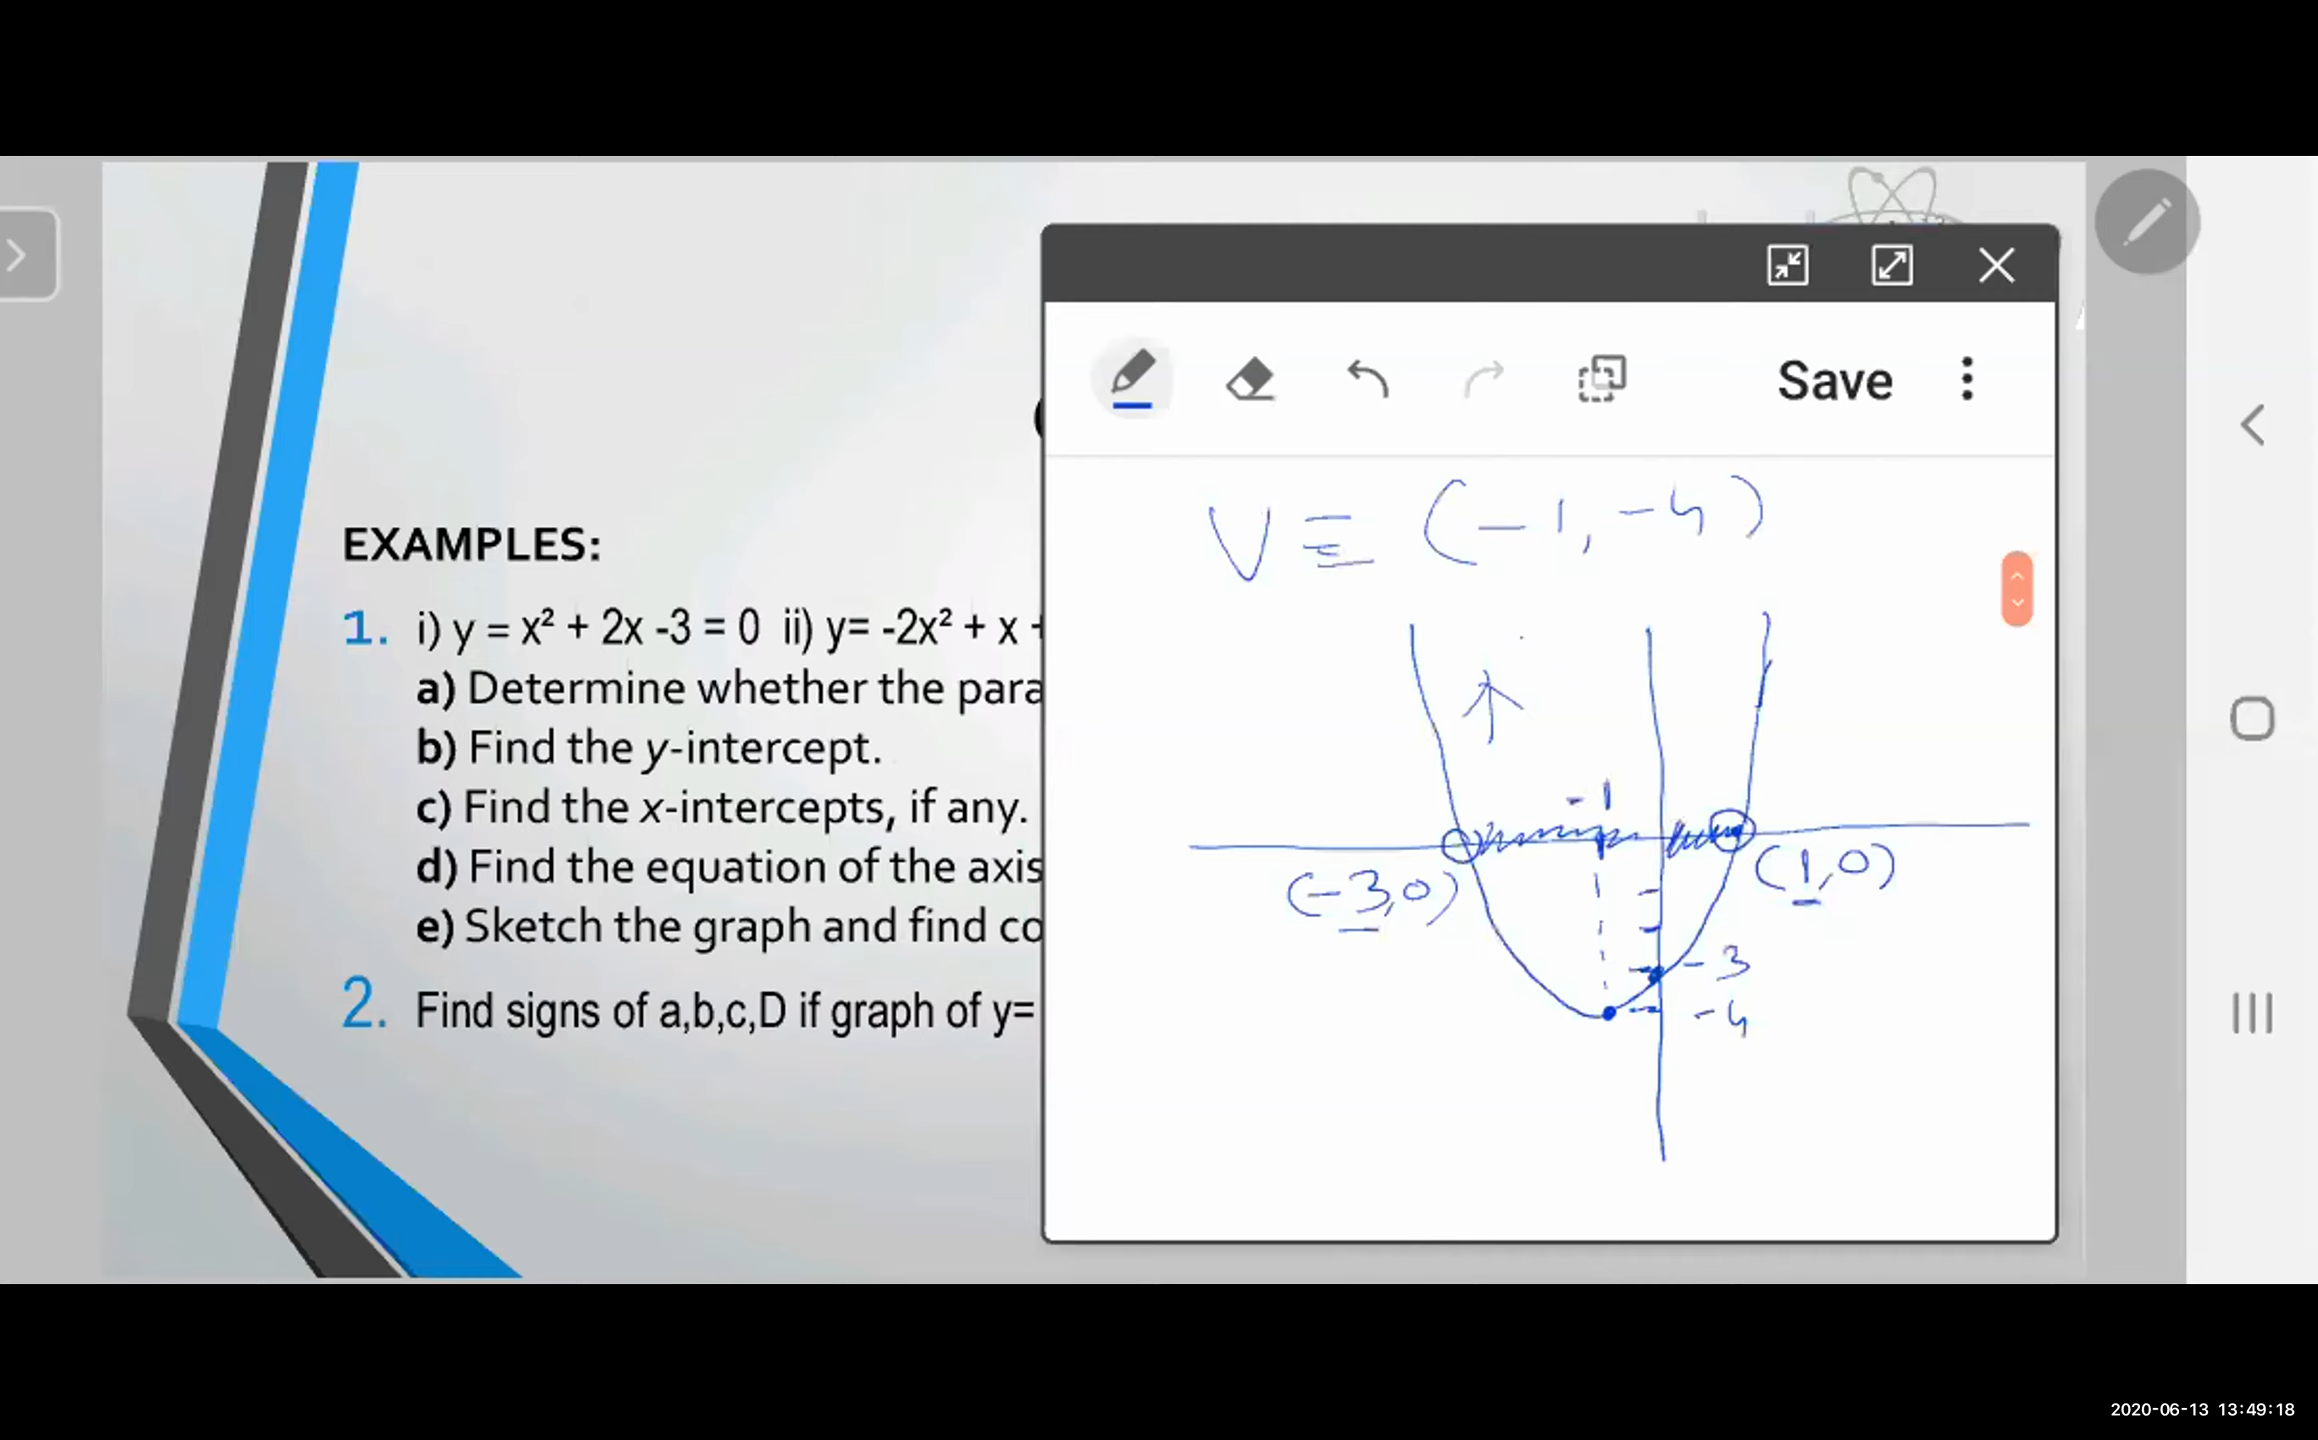 EXAMPLES:
1. i) y = x² + 2x -3 = 0 ii) y= -2x² + x +
a) Determine whether the para
b) Find the y-intercept.
c) Find the x-intercepts, if any.
d) Find the equation of the axis
e) Sketch the graph and find co
2. Find signs of a,b,c,D if graph of y=
Save
V ≡ (-1, -4)
-1
(-3,0)
(1,0)
-3
-4
2020-06-13 13:49:18